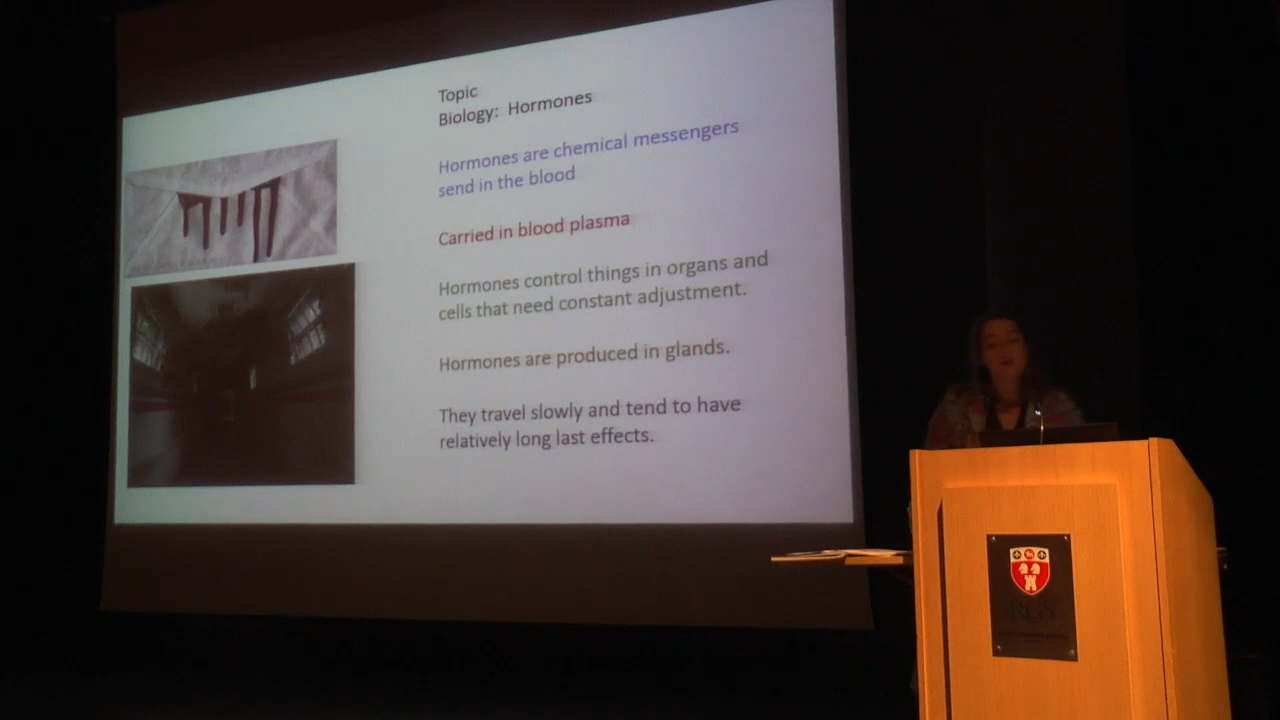 Topic
Biology: Hormones
Hormones are chemical messengers
send in the blood
Carried in blood plasma
Hormones control things in organs and
cells that need constant adjustment.
Hormones are produced in glands.
They travel slowly and tend to have
relatively long last effects.
RGS